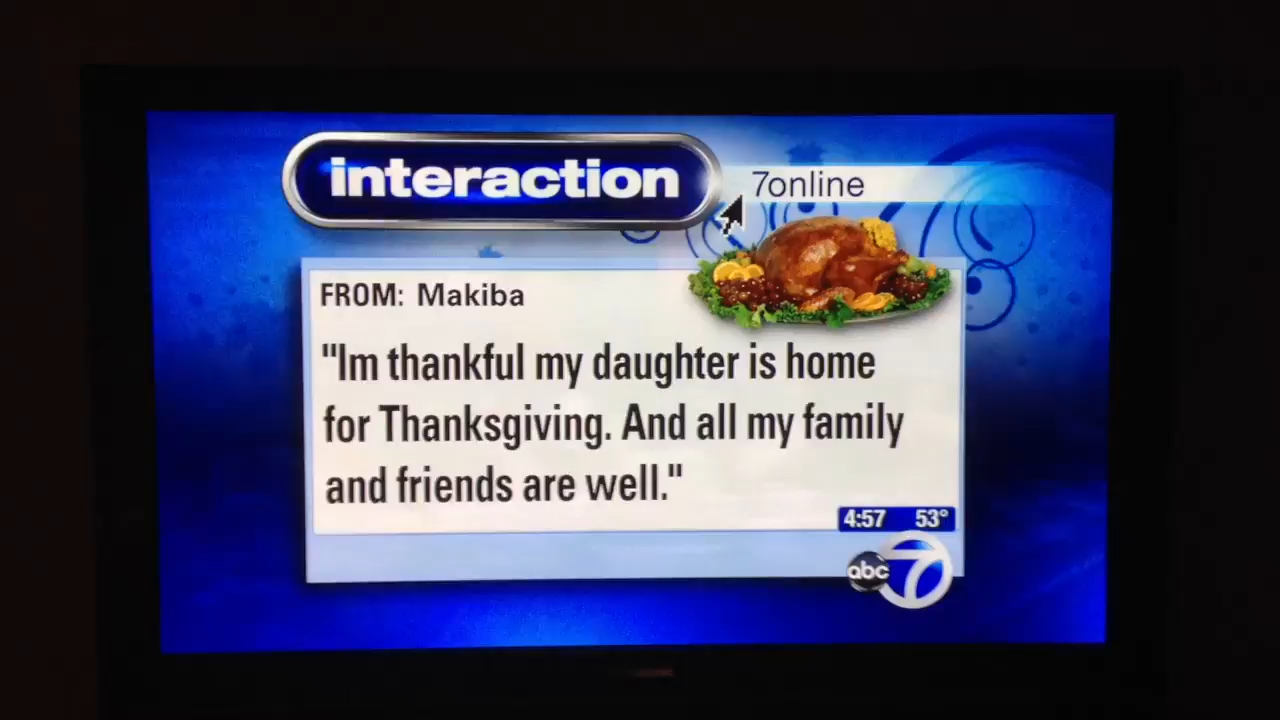 interaction
7online
FROM: Makiba
"Im thankful my daughter is home
for Thanksgiving. And all my family
and friends are well."
4:57 53°
abc 7